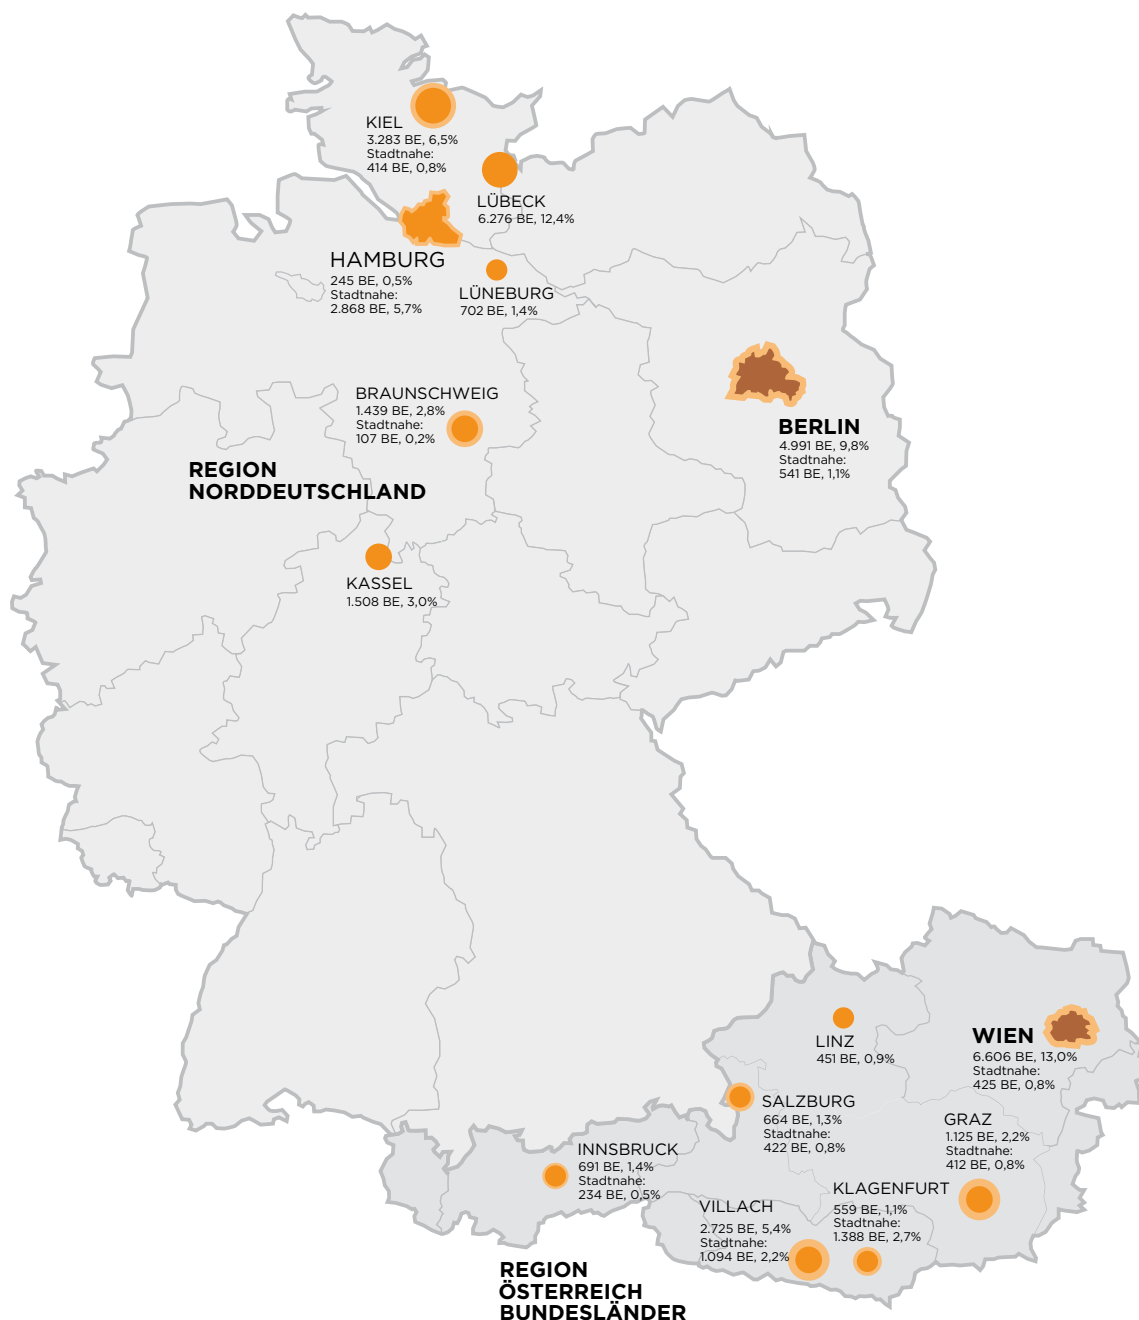 KIEL
3.283 BE, 6,5%
Stadtnahe:
414 BE, 0,8%
LÜBECK
6.276 BE, 12,4%
HAMBURG
245 BE, 0,5%
Stadtnahe:
2.868 BE, 5,7%
LÜNEBURG
702 BE, 1,4%
BRAUNSCHWEIG
1.439 BE, 2,8%
Stadtnahe:
107 BE, 0,2%
BERLIN
4.991 BE, 9,8%
Stadtnahe:
541 BE, 1,1%
REGION
NORDDEUTSCHLAND
KASSEL
1.508 BE, 3,0%
LINZ
451 BE, 0,9%
WIEN
6.606 BE, 13,0%
Stadtnahe:
425 BE, 0,8%
SALZBURG
664 BE, 1,3%
Stadtnahe:
422 BE, 0,8%
GRAZ
1.125 BE, 2,2%
Stadtnahe:
412 BE, 0,8%
INNSBRUCK
691 BE, 1,4%
Stadtnahe:
234 BE, 0,5%
VILLACH
2.725 BE, 5,4%
Stadtnahe:
1.094 BE, 2,2%
KLAGENFURT
559 BE, 1,1%
Stadtnahe:
1.388 BE, 2,7%
REGION
ÖSTERREICH
BUNDESLÄNDER